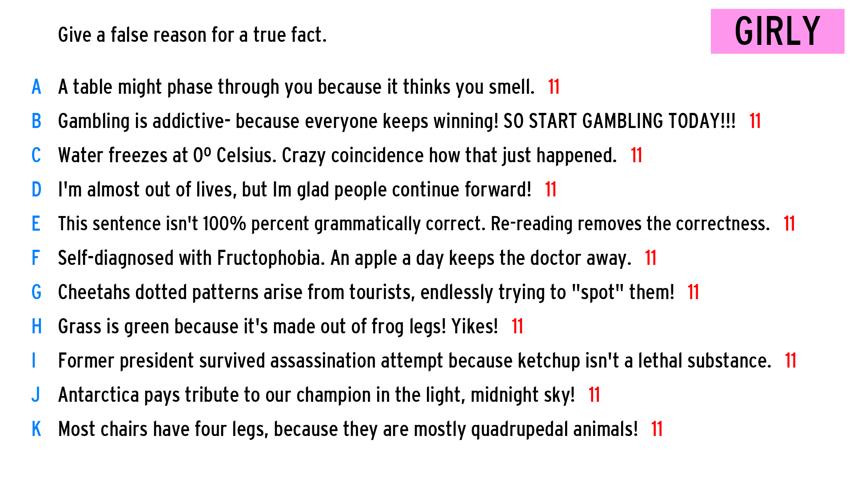 Give a false reason for a true fact.
GIRLY
A A table might phase through you because it thinks you smell. 11
B Gambling is addictive- because everyone keeps winning! SO START GAMBLING TODAY!!! 11
C Water freezes at 0º Celsius. Crazy coincidence how that just happened. 11
D I'm almost out of lives, but Im glad people continue forward! 11
E This sentence isn't 100% percent grammatically correct. Re-reading removes the correctness. 11
F Self-diagnosed with Fructophobia. An apple a day keeps the doctor away. 11
G Cheetahs dotted patterns arise from tourists, endlessly trying to "spot" them! 11
H Grass is green because it's made out of frog legs! Yikes! 11
I Former president survived assassination attempt because ketchup isn't a lethal substance. 11
J Antarctica pays tribute to our champion in the light, midnight sky! 11
K Most chairs have four legs, because they are mostly quadrupedal animals! 11